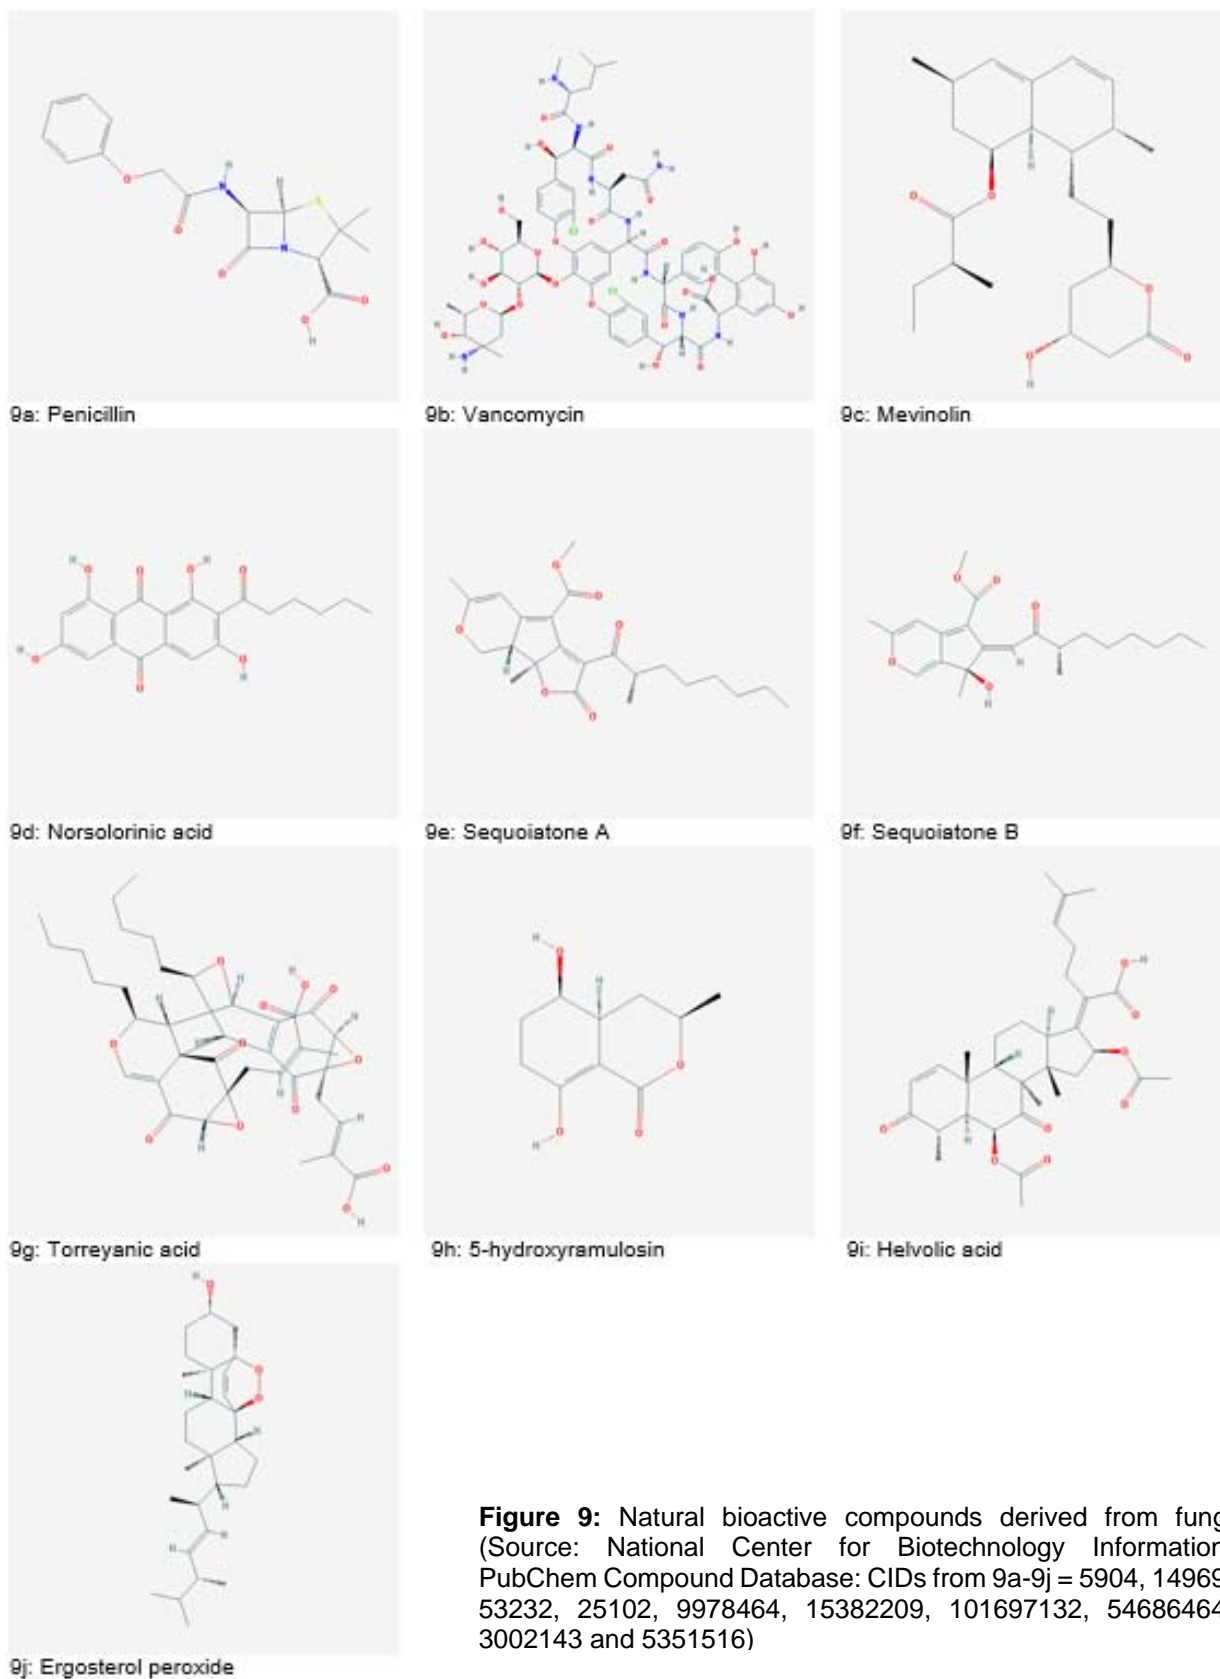 9a: Penicillin
9b: Vancomycin
9c: Mevinolin
9d: Norsolorinic acid
9e: Sequoiatone A
9f: Sequoiatone B
9g: Torreyanic acid
9h: 5-hydroxyramulosin
9i: Helvolic acid
9j: Ergosterol peroxide
Figure 9: Natural bioactive compounds derived from fung
(Source: National Center for Biotechnology Information
PubChem Compound Database: CIDs from 9a-9j = 5904, 14969
53232, 25102, 9978464, 15382209, 101697132, 54686464
3002143 and 5351516)